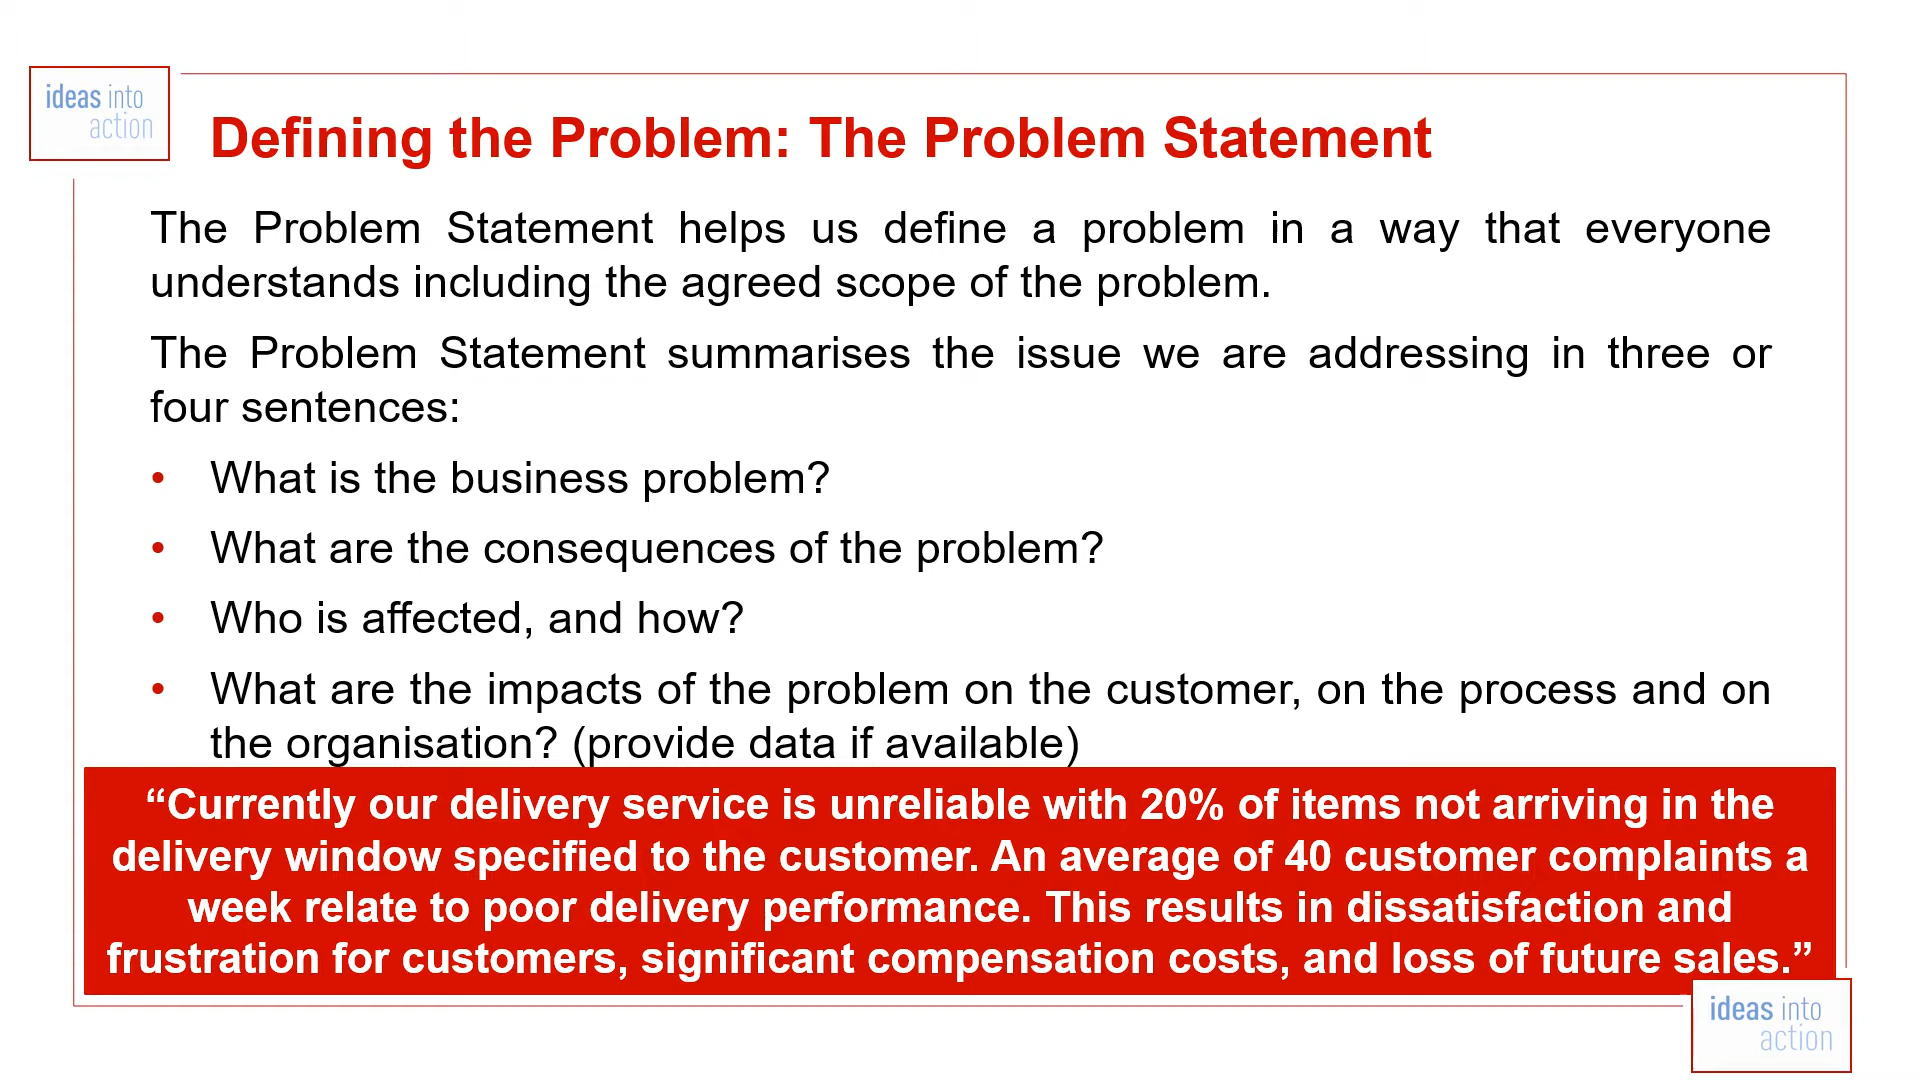 ideas into
action
Defining the Problem: The Problem Statement
The Problem Statement helps us define a problem in a way that everyone
understands including the agreed scope of the problem.
The Problem Statement summarises the issue we are addressing in three or
four sentences:
• What is the business problem?
• What are the consequences of the problem?
• Who is affected, and how?
• What are the impacts of the problem on the customer, on the process and on
the organisation? (provide data if available)
“Currently our delivery service is unreliable with 20% of items not arriving in the
delivery window specified to the customer. An average of 40 customer complaints a
week relate to poor delivery performance. This results in dissatisfaction and
frustration for customers, significant compensation costs, and loss of future sales.”
ideas into
action